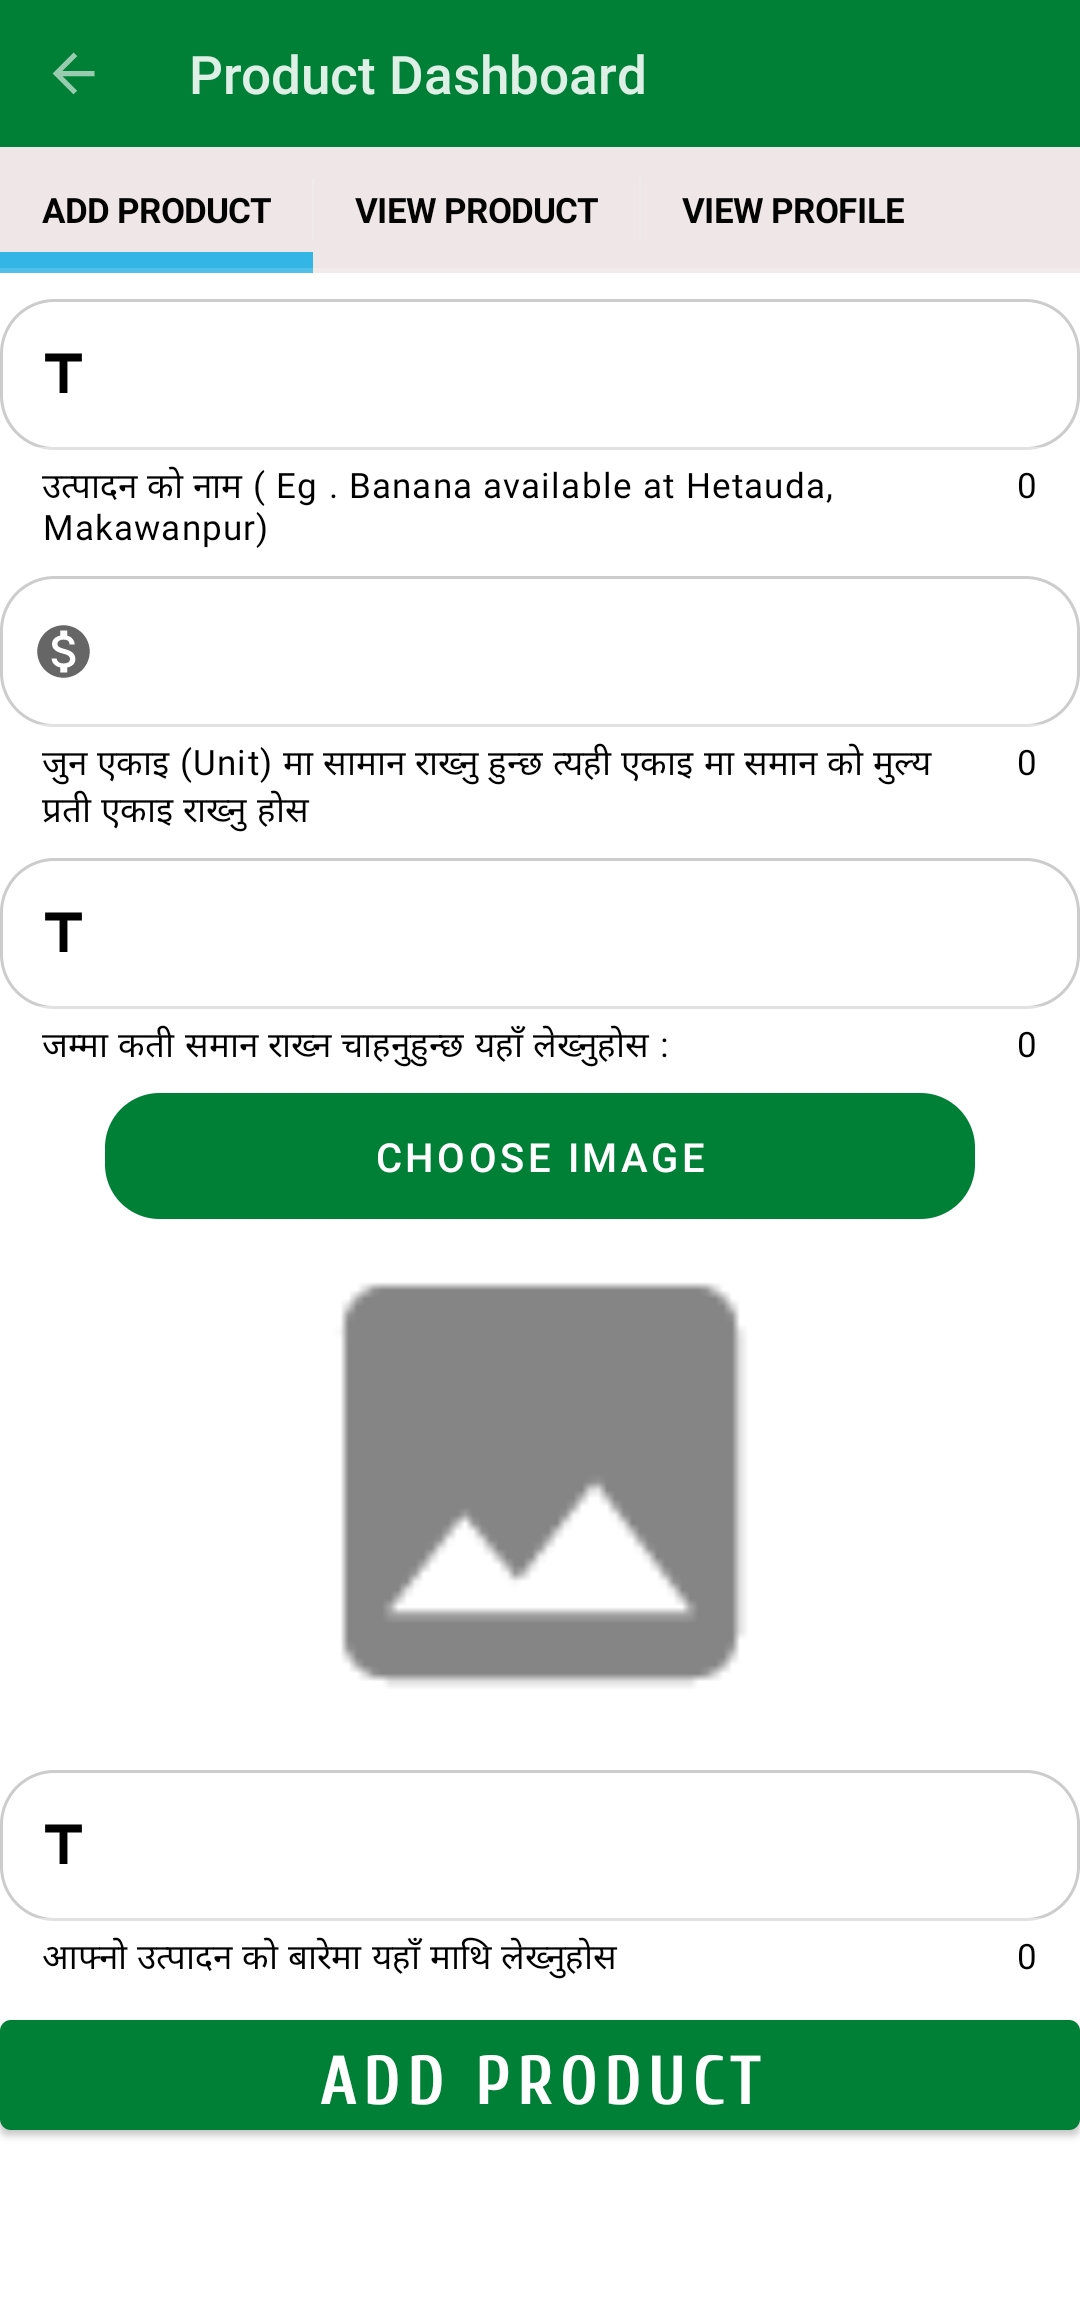 Product Dashboard
ADD PRODUCT VIEW PRODUCT VIEW PROFILE
T
उत्पादन को नाम ( Eg . Banana available at Hetauda, 0
Makawanpur)
$
जुन एकाइ (Unit) मा सामान राख्नु हुन्छ त्यही एकाइ मा समान को मुल्य 0
प्रती एकाइ राख्नु होस
T
जम्मा कती समान राख्न चाहनुहुन्छ यहाँ लेख्नुहोस : 0
CHOOSE IMAGE
T
आफ्नो उत्पादन को बारेमा यहाँ माथि लेख्नुहोस 0
ADD PRODUCT